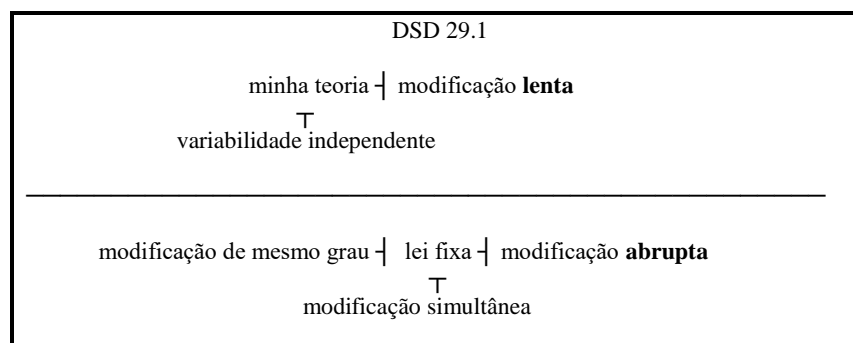 DSD 29.1
minha teoria ┤ modificação lenta
┬
variabilidade independente
modificação de mesmo grau ┤ lei fixa ┤ modificação abrupta
┬
modificação simultânea